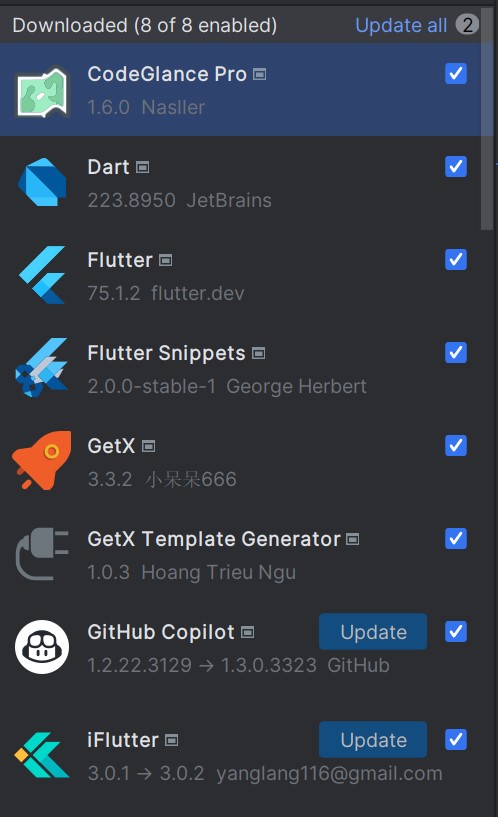 Downloaded (8 of 8 enabled) Update all 2
CodeGlance Pro
1.6.0 Nasller
Dart
223.8950 JetBrains
Flutter
75.1.2 flutter.dev
Flutter Snippets
2.0.0-stable-1 George Herbert
GetX
3.3.2 小呆呆666
GetX Template Generator
1.0.3 Hoang Trieu Ngu
GitHub Copilot Update
1.2.22.3129 → 1.3.0.3323 GitHub
iFlutter Update
3.0.1 → 3.0.2 yanglang116@gmail.com